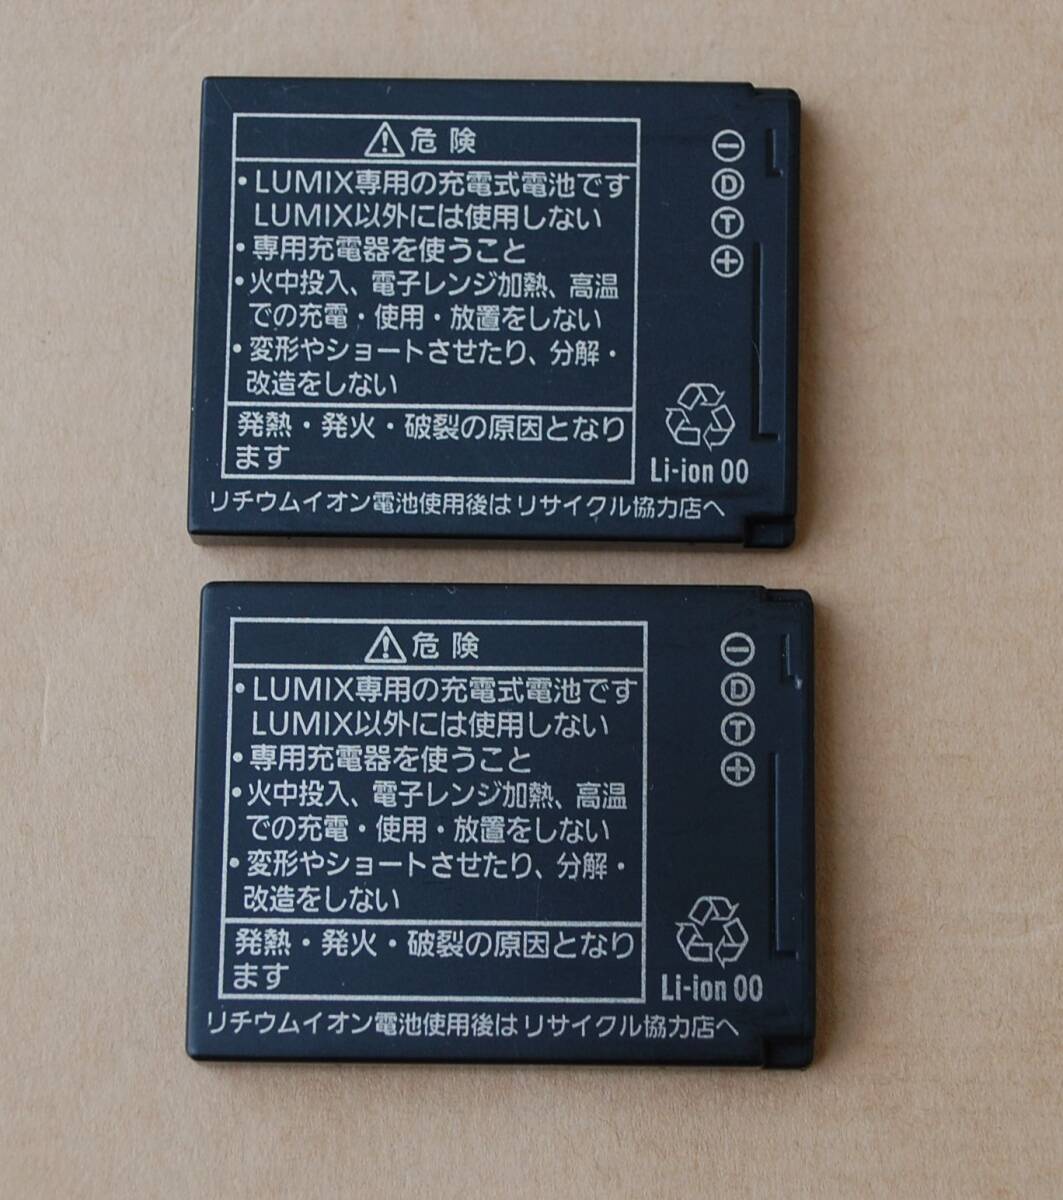 ⚠危険
・LUMIX専用の充電式電池です
LUMIX以外には使用しない
・専用充電器を使うこと
・火中投入、電子レンジ加熱、高温
での充電・使用・放置をしない
・変形やショートさせたり、分解・
改造をしない
発熱・発火・破裂の原因となり
ます
リチウムイオン電池使用後はリサイクル協力店へ
⊖
D
T
⊕
Li-ion 00
⚠危険
・LUMIX専用の充電式電池です
LUMIX以外には使用しない
・専用充電器を使うこと
・火中投入、電子レンジ加熱、高温
での充電・使用・放置をしない
・変形やショートさせたり、分解・
改造をしない
発熱・発火・破裂の原因となり
ます
リチウムイオン電池使用後はリサイクル協力店へ
⊖
D
T
⊕
Li-ion 00